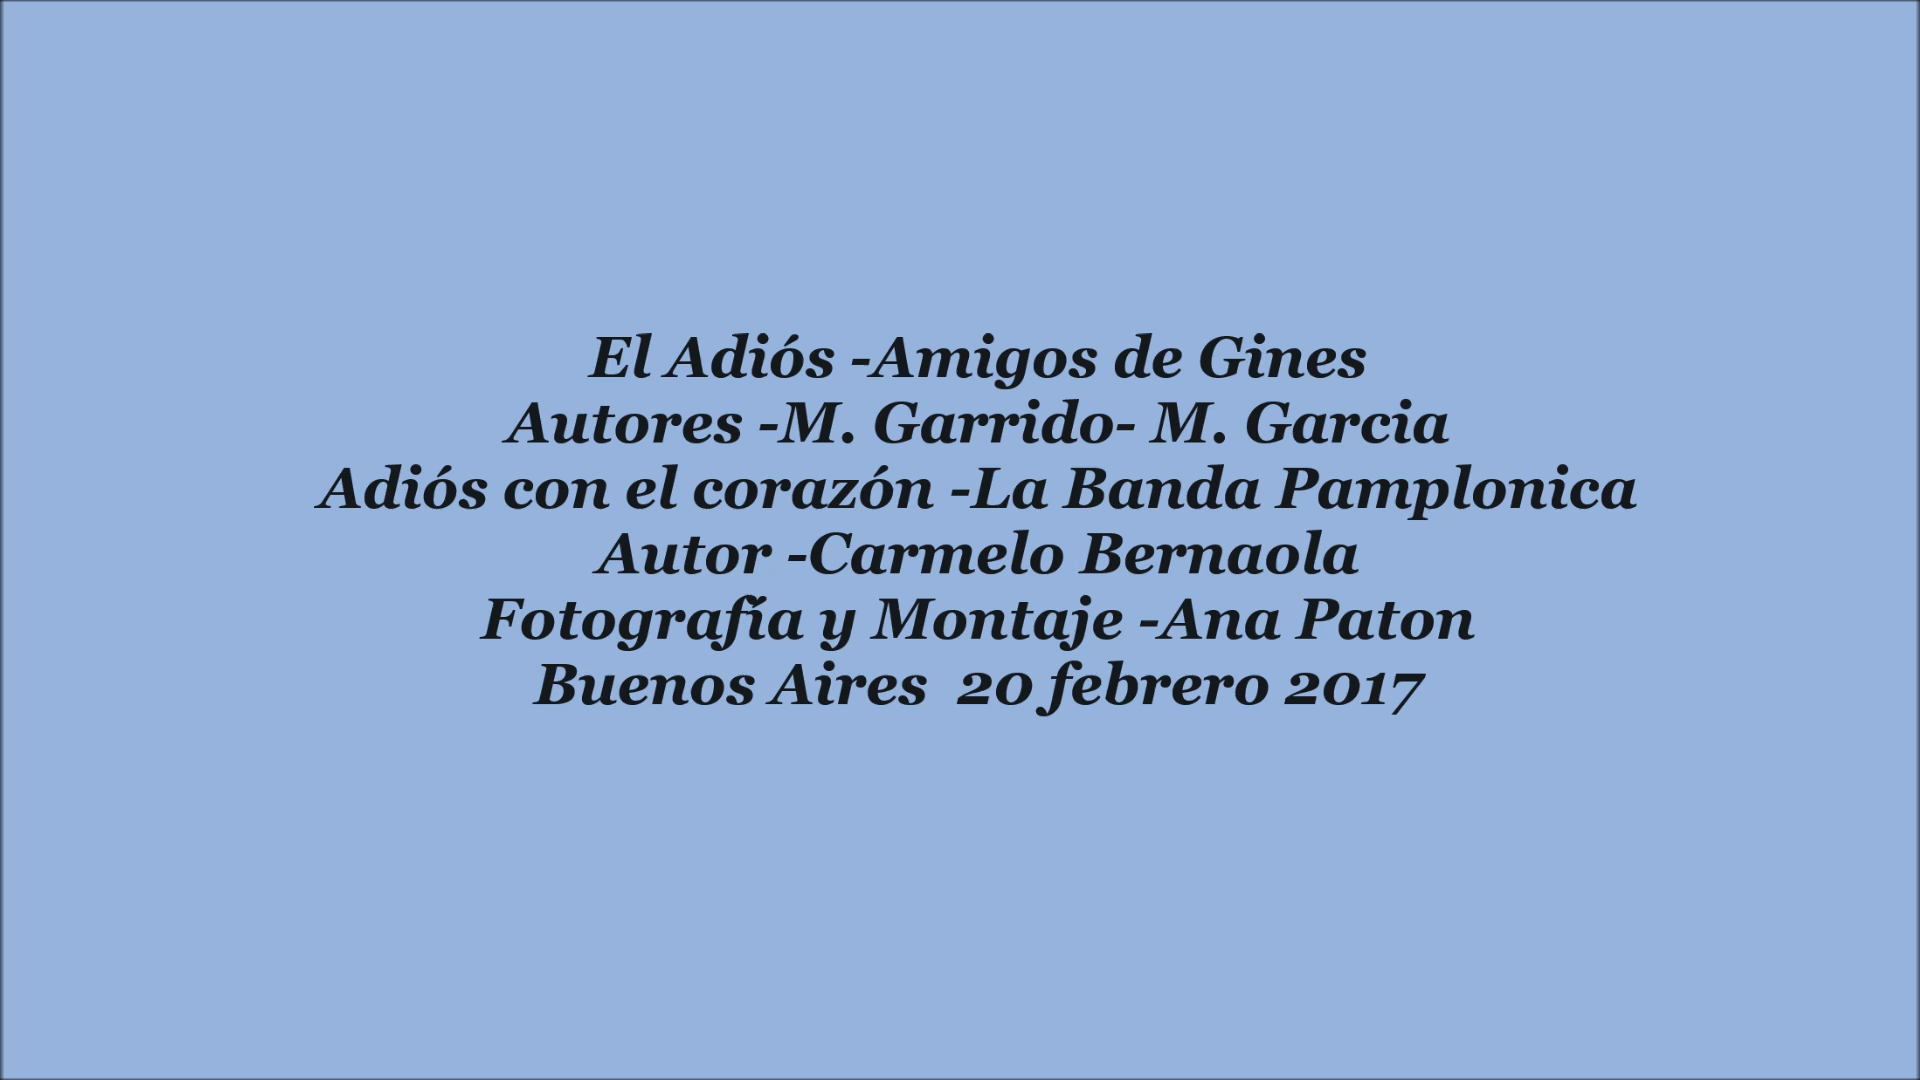 El Adiós -Amigos de Gines
Autores -M. Garrido- M. Garcia
Adiós con el corazón -La Banda Pamplonica
Autor -Carmelo Bernaola
Fotografía y Montaje -Ana Paton
Buenos Aires  20 febrero 2017